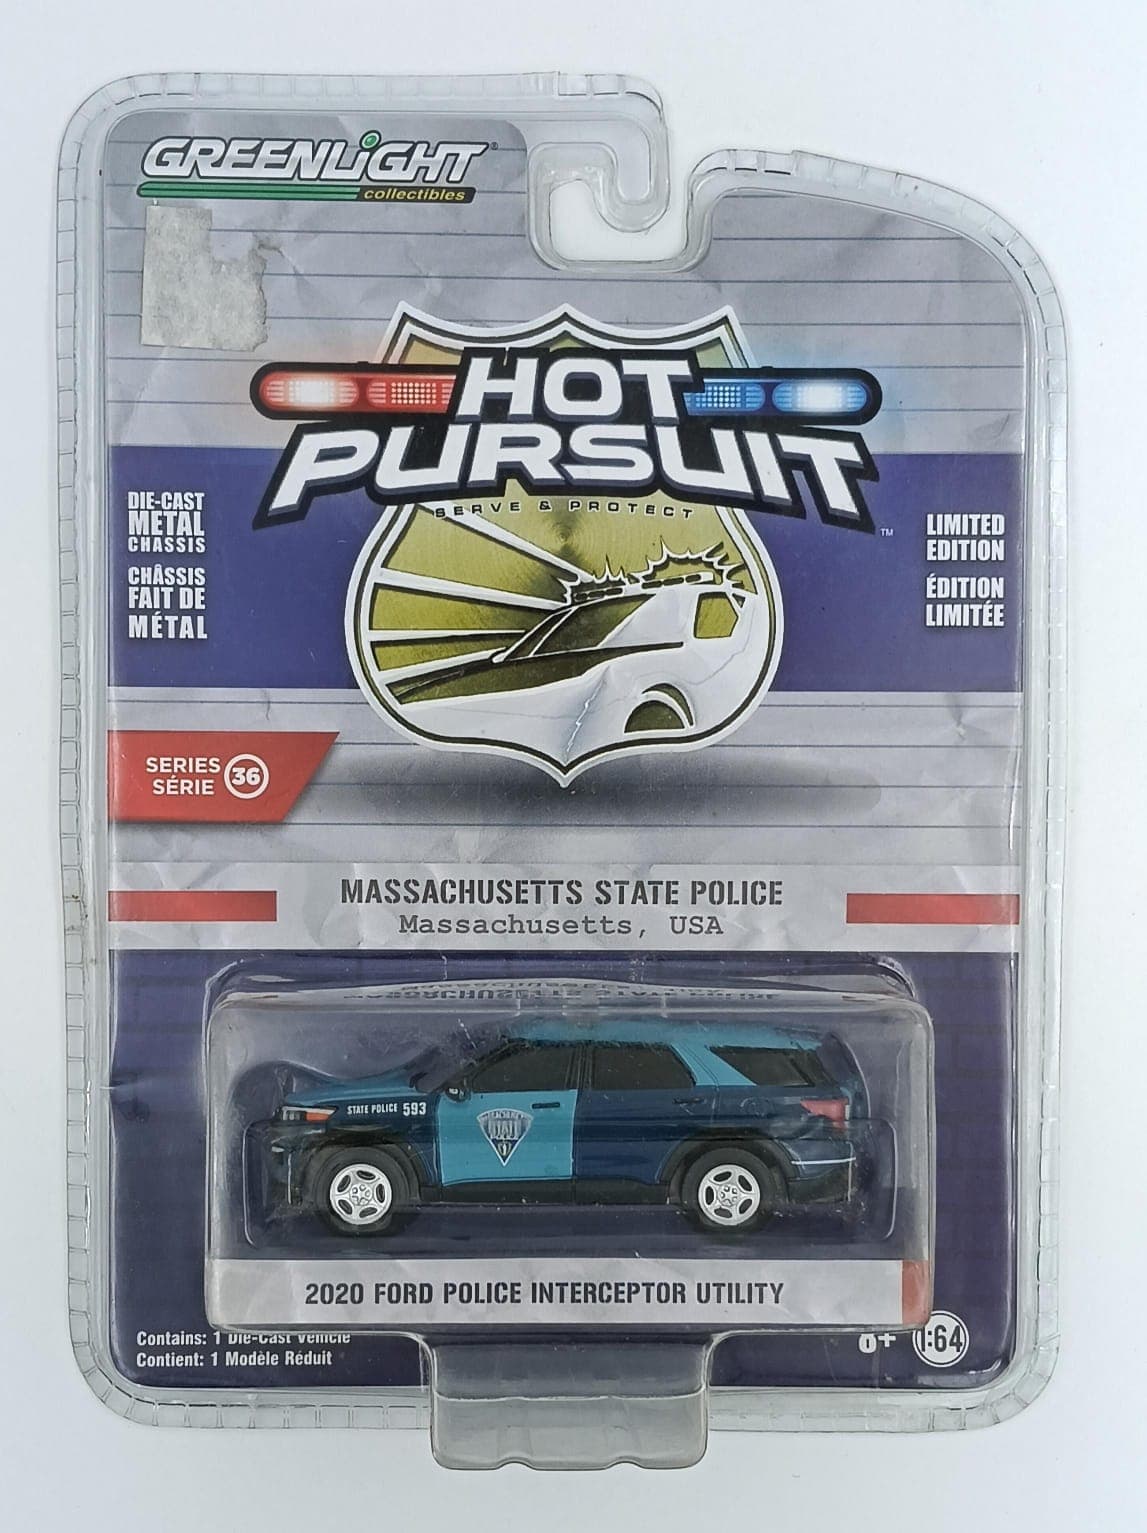 GREENLIGHT®
collectibles
HOT
PURSUIT™
SERVE & PROTECT
DIE-CAST
METAL
CHASSIS
CHÂSSIS
FAIT DE
MÉTAL
LIMITED
EDITION
ÉDITION
LIMITÉE
SERIES
SÉRIE
36
MASSACHUSETTS STATE POLICE
Massachusetts, USA
STATE POLICE 593
2020 FORD POLICE INTERCEPTOR UTILITY
Contains: 1 Die-Cast Vehicle
Contient: 1 Modèle Réduit
8+
1:64